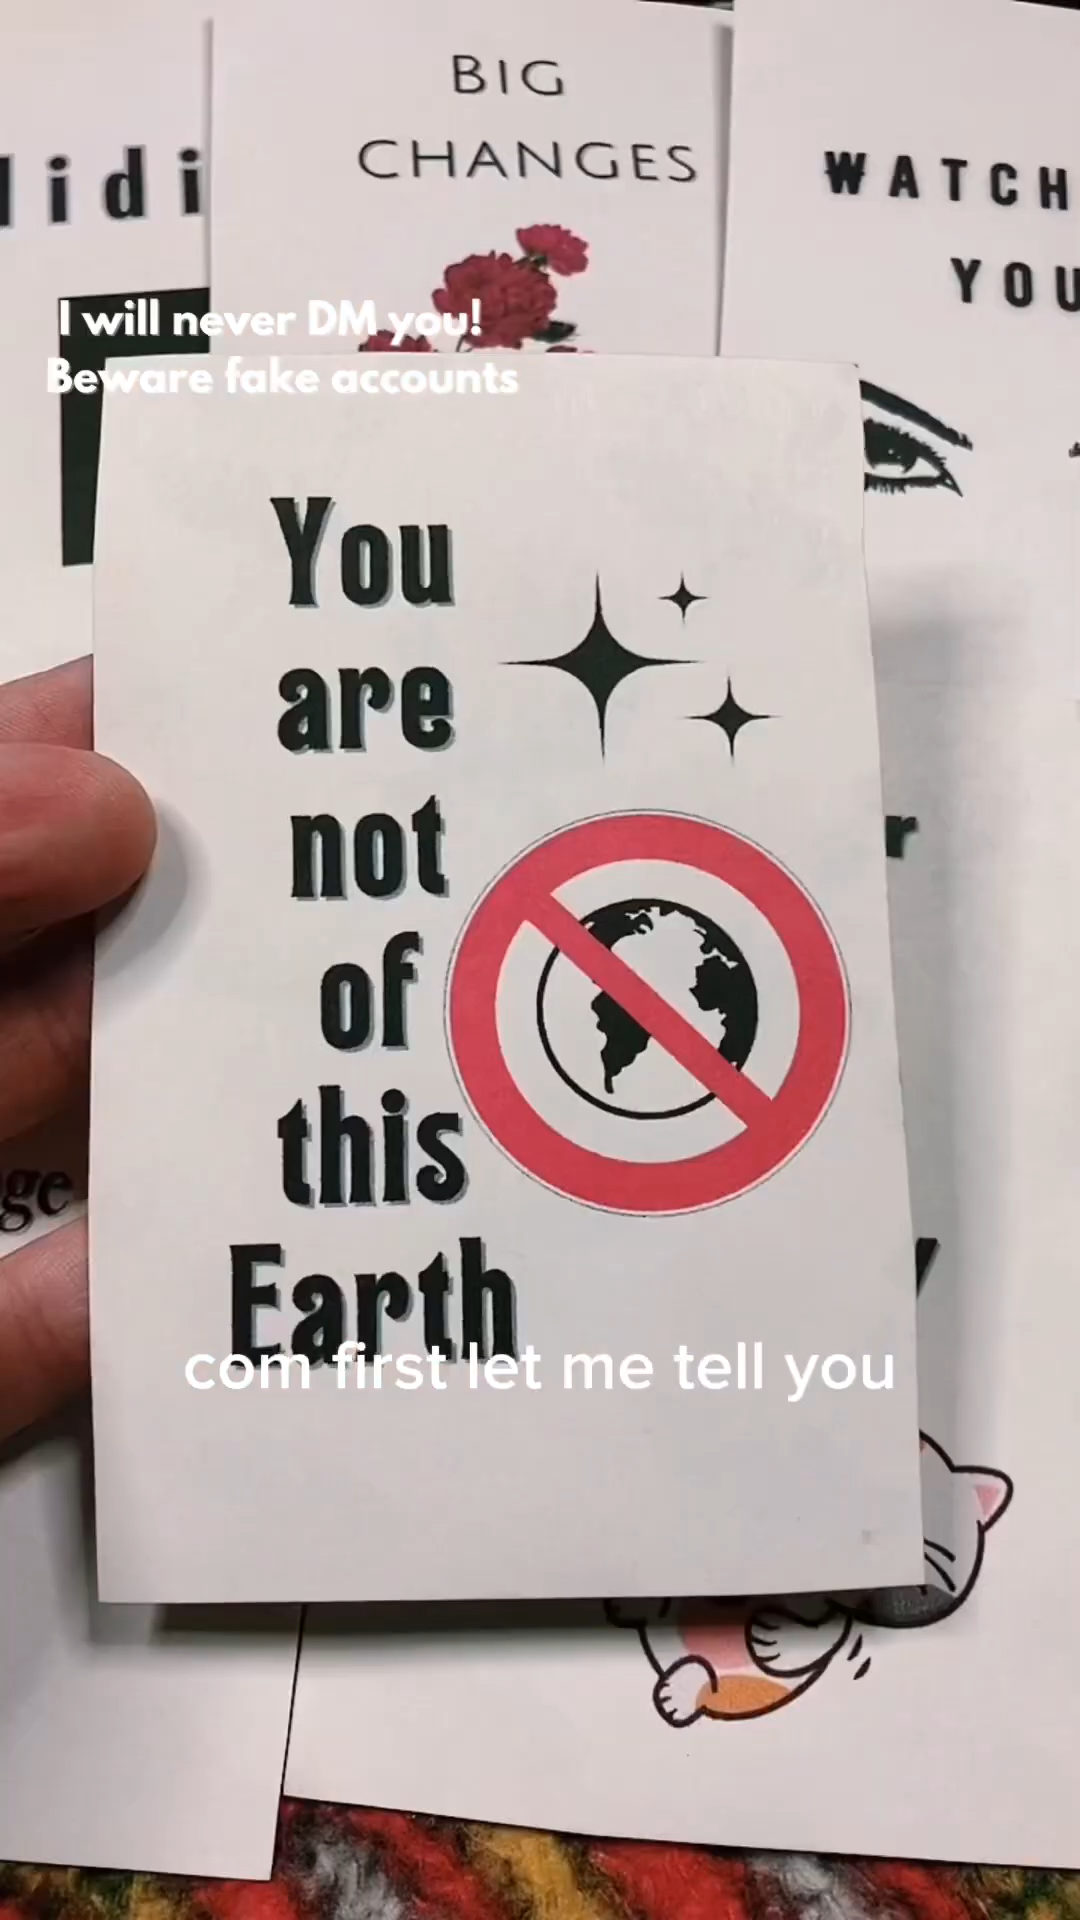 BIG
CHANGES
WATCH
YOU
I will never DM you!
Beware fake accounts
You
are
not
of
this
Earth
com first let me tell you